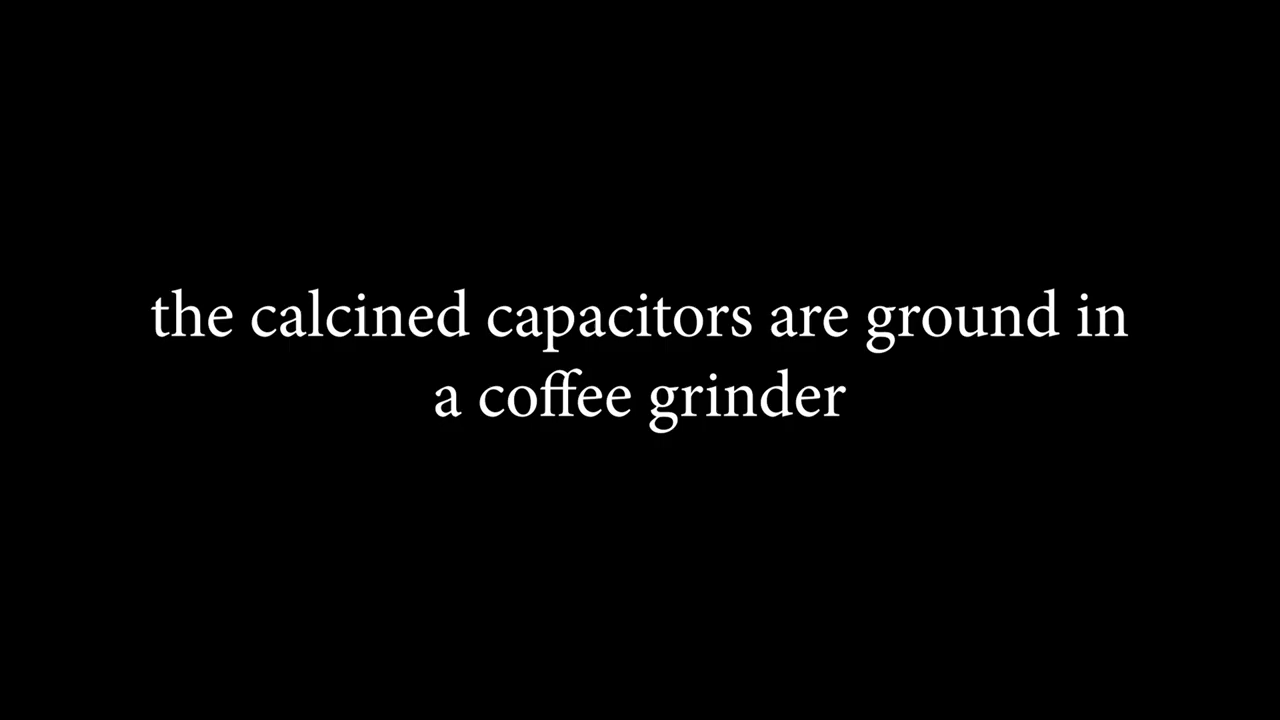 the calcined capacitors are ground in
a coffee grinder